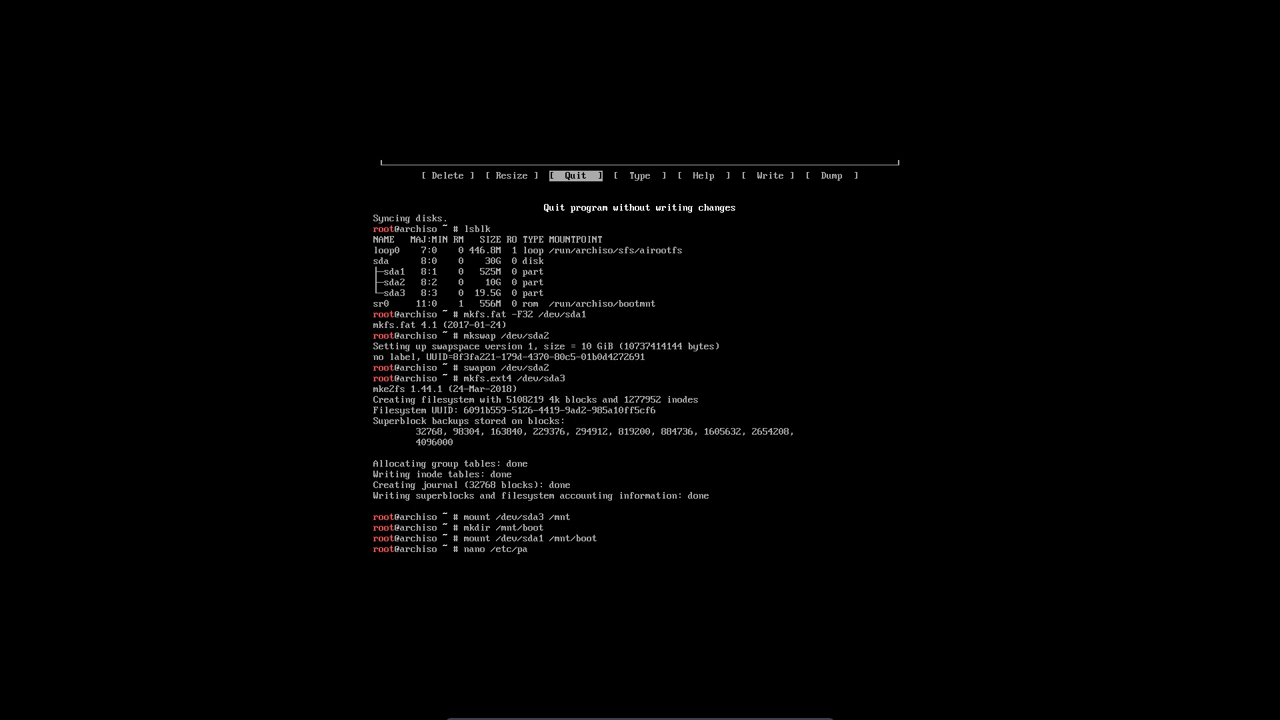 [ Delete ]  [ Resize ]  [  Quit  ]  [  Type  ]  [  Help  ]  [  Write ]  [  Dump  ]
Quit program without writing changes
Syncing disks.
root@archiso ~ # lsblk
NAME   MAJ:MIN RM   SIZE RO TYPE MOUNTPOINT
loop0    7:0    0 446.8M  1 loop /run/archiso/sfs/airootfs
sda      8:0    0    30G  0 disk
├─sda1   8:1    0   525M  0 part
├─sda2   8:2    0    10G  0 part
└─sda3   8:3    0  19.5G  0 part
sr0     11:0    1   556M  0 rom  /run/archiso/bootmnt
root@archiso ~ # mkfs.fat -F32 /dev/sda1
mkfs.fat 4.1 (2017-01-24)
root@archiso ~ # mkswap /dev/sda2
Setting up swapspace version 1, size = 10 GiB (10737414144 bytes)
no label, UUID=8f3fa221-179d-4370-80c5-01b0d4272691
root@archiso ~ # swapon /dev/sda2
root@archiso ~ # mkfs.ext4 /dev/sda3
mke2fs 1.44.1 (24-Mar-2018)
Creating filesystem with 5108219 4k blocks and 1277952 inodes
Filesystem UUID: 6091b559-5126-4419-9ad2-985a10ff5cf6
Superblock backups stored on blocks:
32768, 98304, 163840, 229376, 294912, 819200, 884736, 1605632, 2654208,
4096000
Allocating group tables: done
Writing inode tables: done
Creating journal (32768 blocks): done
Writing superblocks and filesystem accounting information: done
root@archiso ~ # mount /dev/sda3 /mnt
root@archiso ~ # mkdir /mnt/boot
root@archiso ~ # mount /dev/sda1 /mnt/boot
root@archiso ~ # nano /etc/pa